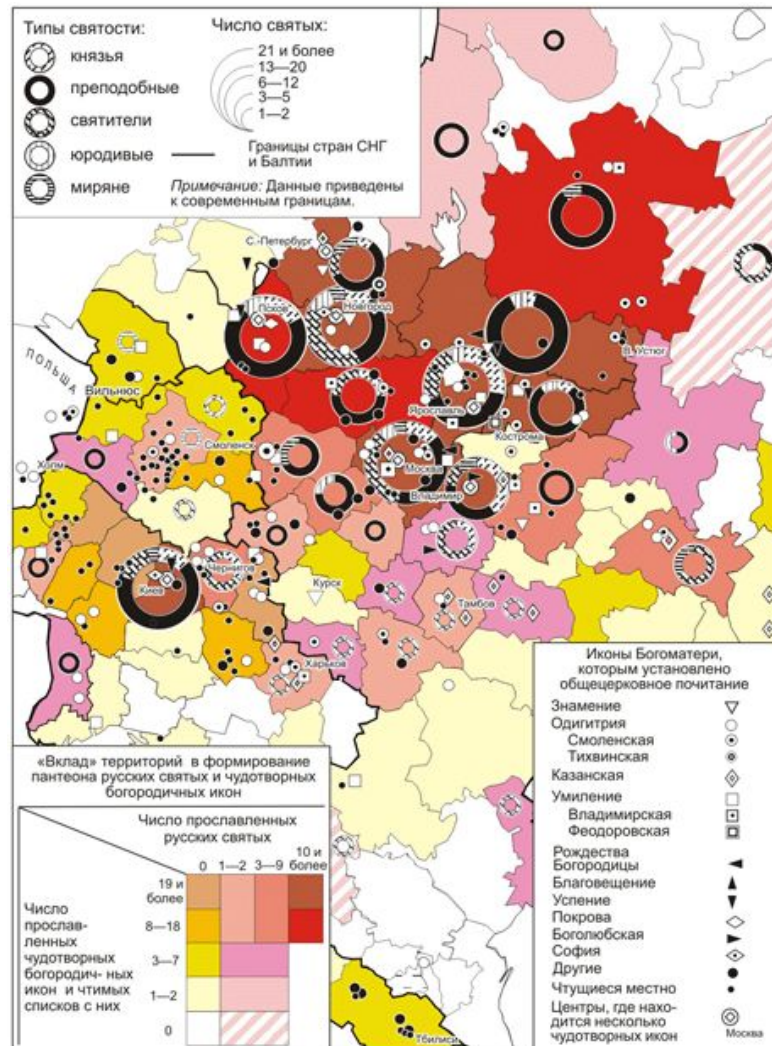 Типы святости:
князья
преподобные
святители
юродивые
миряне
Число святых:
21 и более
13—20
6—12
3—5
1—2
Границы стран СНГ
и Балтии
Примечание: Данные приведены
к современным границам.
С.-Петербург
Псков
Новгород
В. Устюг
ПОЛЬША
Вильнюс
Ярославль
Кострома
Смоленск
Холм
Москва
Владимир
Чернигов
Киев
Курск
Тамбов
Харьков
Тбилиси
«Вклад» территорий в формирование
пантеона русских святых и чудотворных
богородичных икон
Число прославленных
русских святых
0
1—2
3—9
10 и
более
19 и
более
8—18
3—7
1—2
0
Число
прослав-
ленных
чудотворных
богородич- ных
икон и чтимых
списков с них
Иконы Богоматери,
которым установлено
общецерковное почитание
Знамение
Одигитрия
Смоленская
Тихвинская
Казанская
Умиление
Владимирская
Феодоровская
Рождества
Богородицы
Благовещение
Успение
Покрова
Боголюбская
София
Другие
Чтущиеся местно
Центры, где нахо-
дится несколько
чудотворных икон
Москва